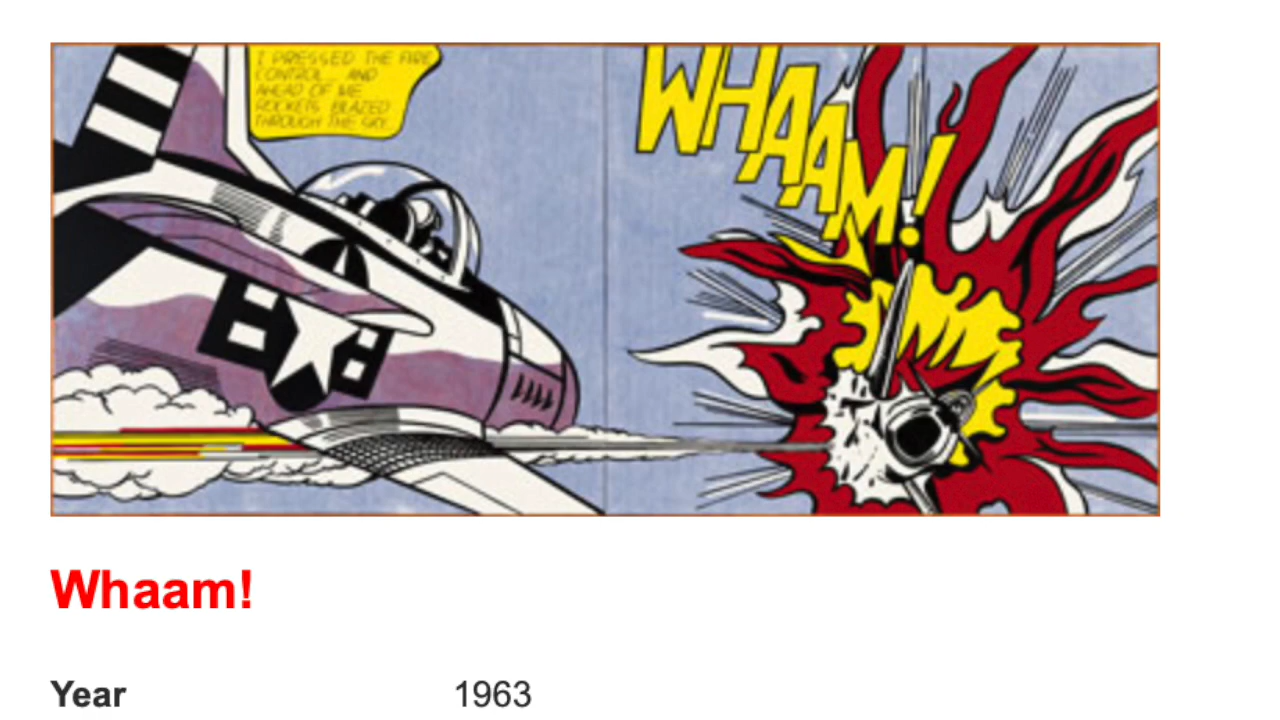 I PRESSED THE FIRE
CONTROL... AND
AHEAD OF ME
ROCKETS BLAZED
THROUGH THE SKY...
WHAAM!
Whaam!
Year 1963